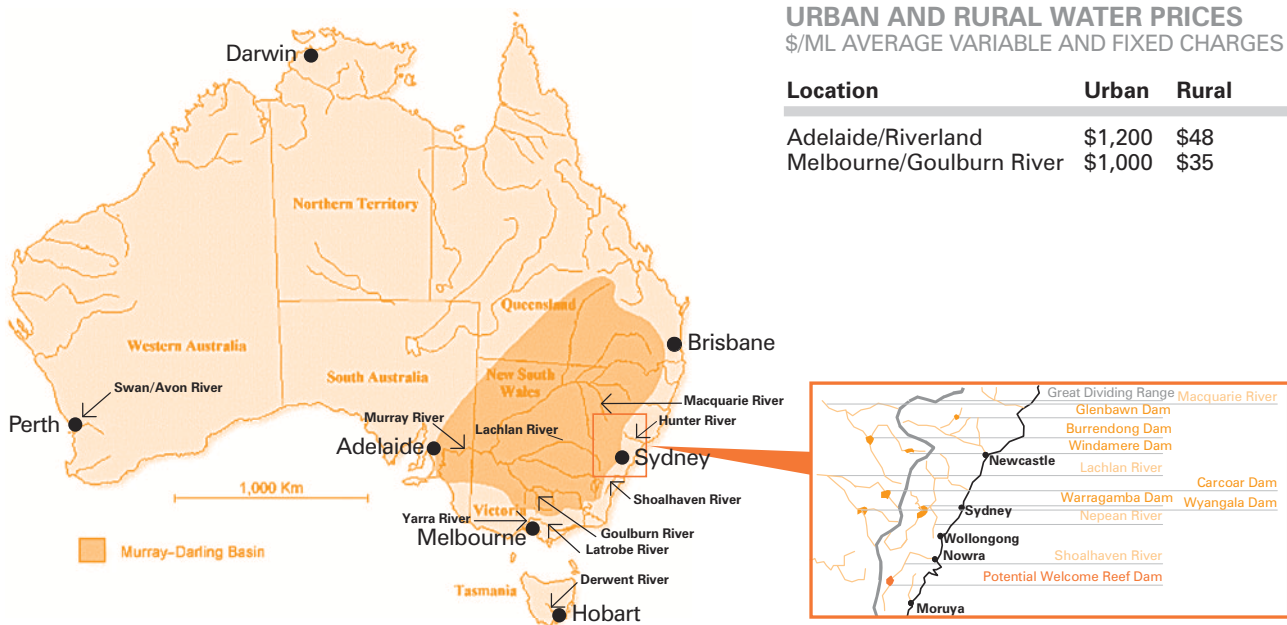 URBAN AND RURAL WATER PRICES
$/ML AVERAGE VARIABLE AND FIXED CHARGES
Location Urban Rural
Adelaide/Riverland $1,200 $48
Melbourne/Goulburn River $1,000 $35
Darwin
Northern Territory
Queensland
Western Australia
South Australia
New South
Wales
Brisbane
Swan/Avon River
Perth
Murray River
Adelaide
Lachlan River
Macquarie River
Hunter River
Sydney
Shoalhaven River
1,000 Km
Victoria
Yarra River
Melbourne
Goulburn River
Latrobe River
Murray-Darling Basin
Tasmania
Derwent River
Hobart
Great Dividing Range Macquarie River
Glenbawn Dam
Burrendong Dam
Windamere Dam
Newcastle
Lachlan River
Carcoar Dam
Warragamba Dam Wyangala Dam
Sydney
Nepean River
Wollongong
Nowra
Shoalhaven River
Potential Welcome Reef Dam
Moruya